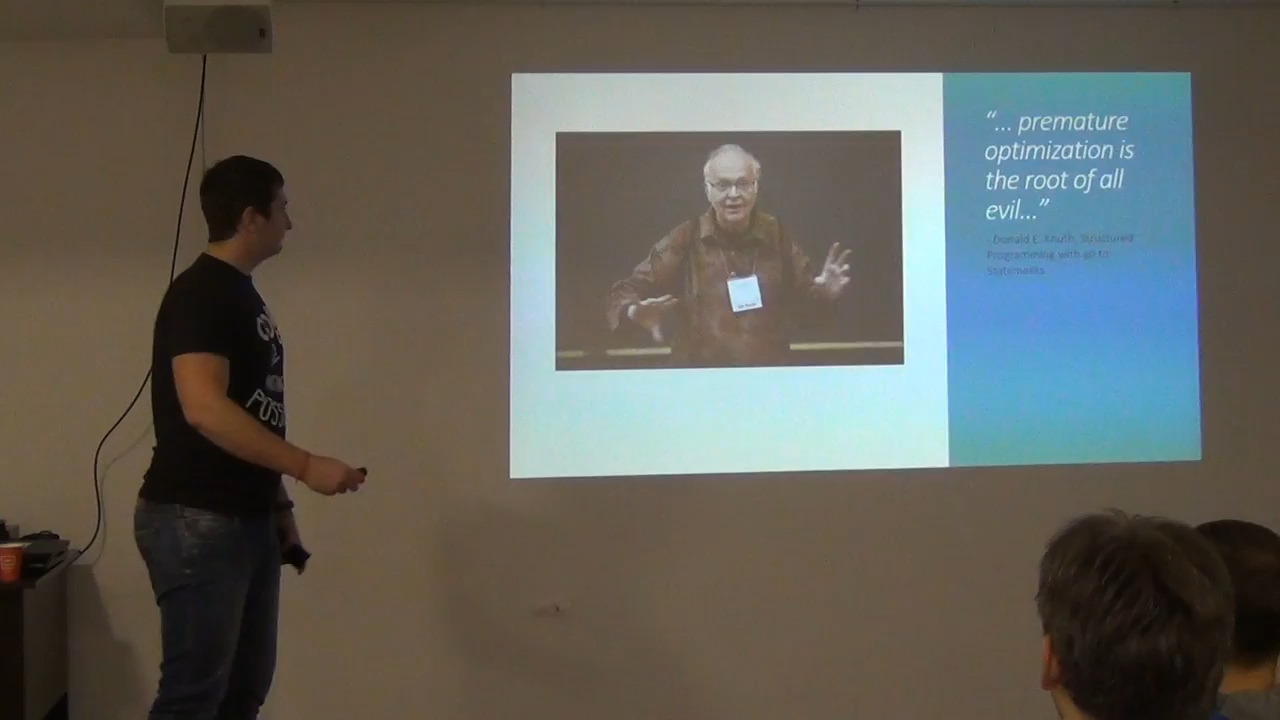 “... premature
optimization is
the root of all
evil...”
- Donald E. Knuth, Structured
Programming with go to
Statements